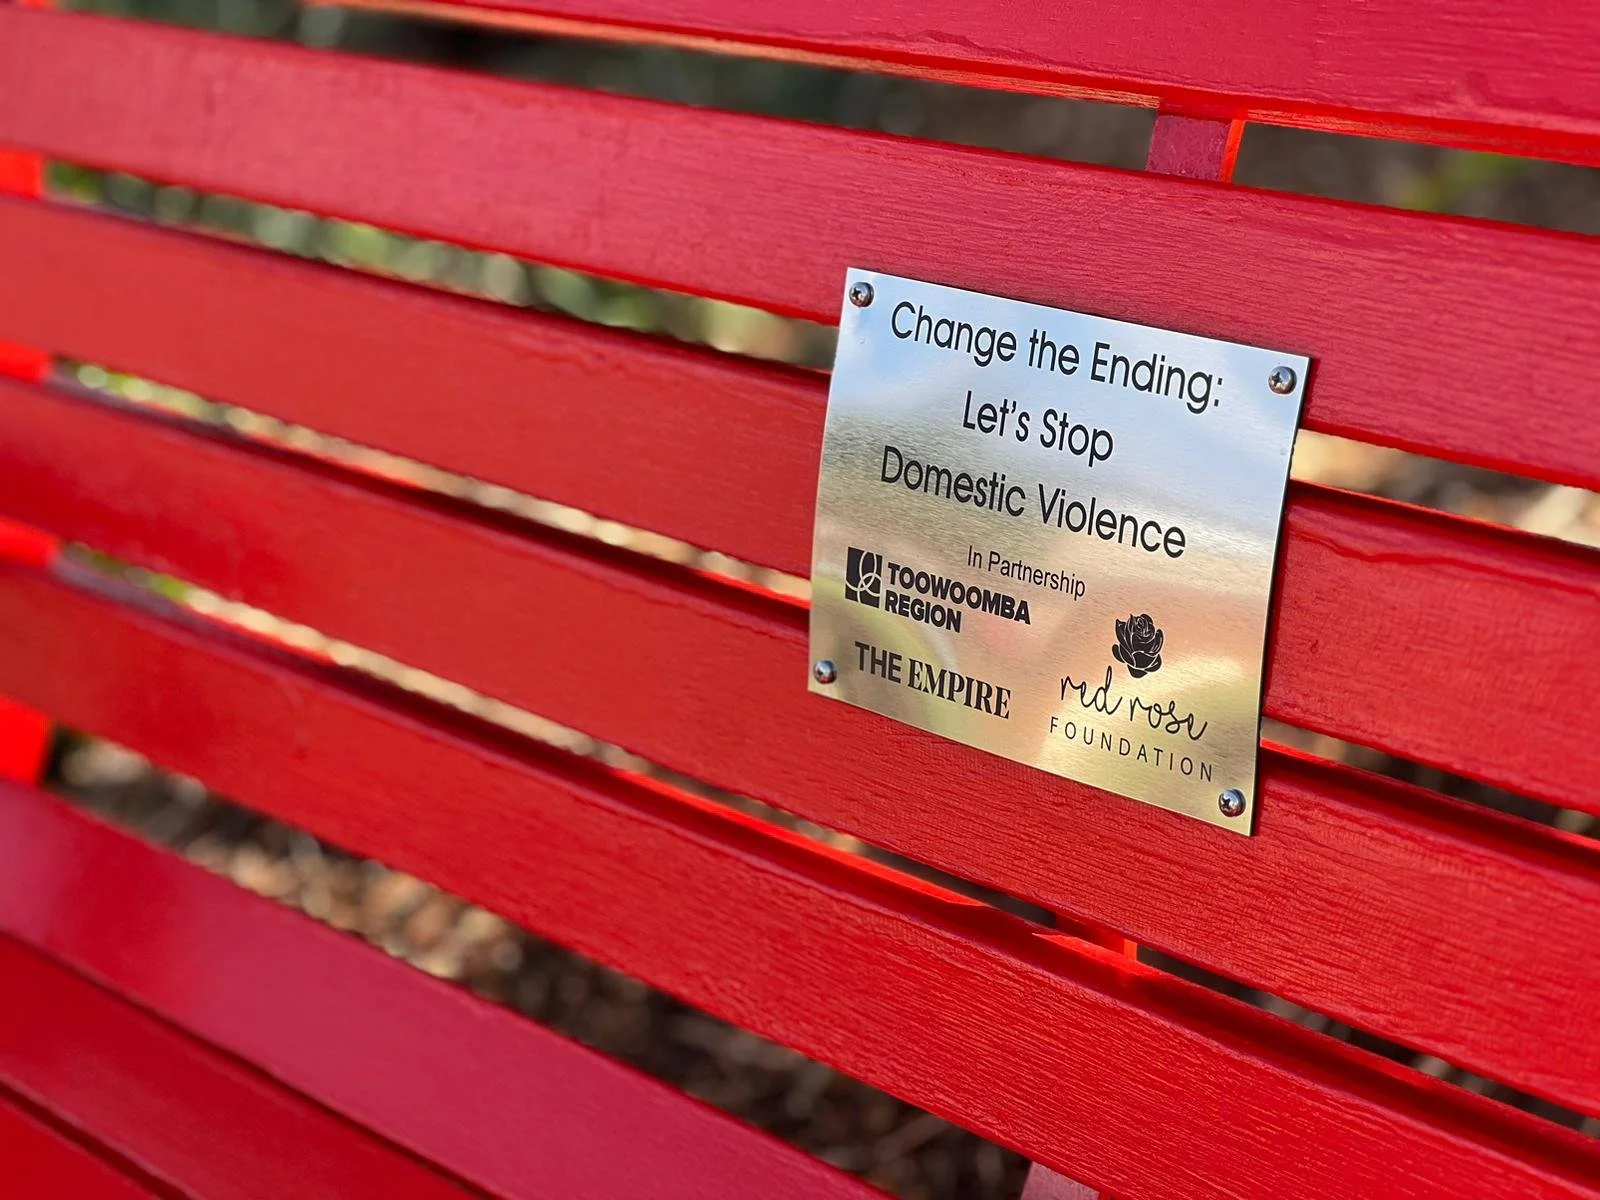 Change the Ending:
Let's Stop
Domestic Violence
In Partnership
TOOWOOMBA
REGION
THE EMPIRE
red rose
FOUNDATION